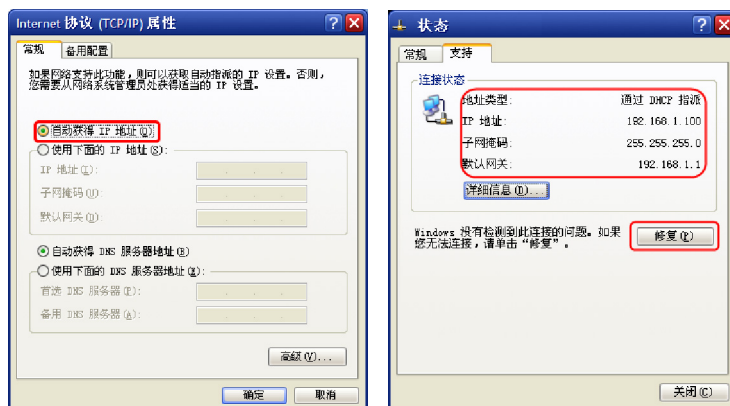 Internet 协议 (TCP/IP) 属性
常规
备用配置
如果网络支持此功能，则可以获取自动指派的 IP 设置。否则，
您需要从网络系统管理员处获得适当的 IP 设置。
自动获得 IP 地址(O)
使用下面的 IP 地址(S):
IP 地址(I):
子网掩码(U):
默认网关(D):
自动获得 DNS 服务器地址(B)
使用下面的 DNS 服务器地址(E):
首选 DNS 服务器(P):
备用 DNS 服务器(A):
高级(V)...
确定
取消
状态
常规
支持
连接状态
地址类型: 通过 DHCP 指派
IP 地址: 192.168.1.100
子网掩码: 255.255.255.0
默认网关: 192.168.1.1
详细信息(D)...
Windows 没有检测到此连接的问题。如果
您无法连接，请单击“修复”。
修复(P)
关闭(C)